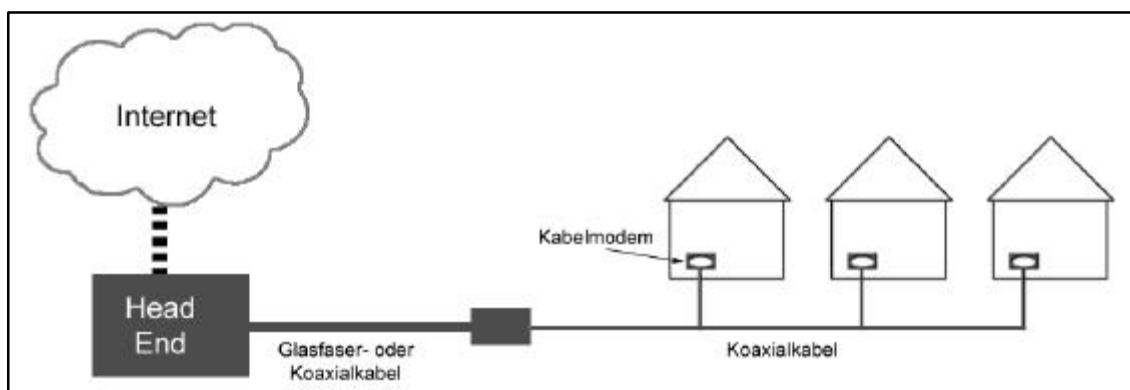 Internet
Kabelmodem
Head
End
Glasfaser- oder
Koaxialkabel
Koaxialkabel